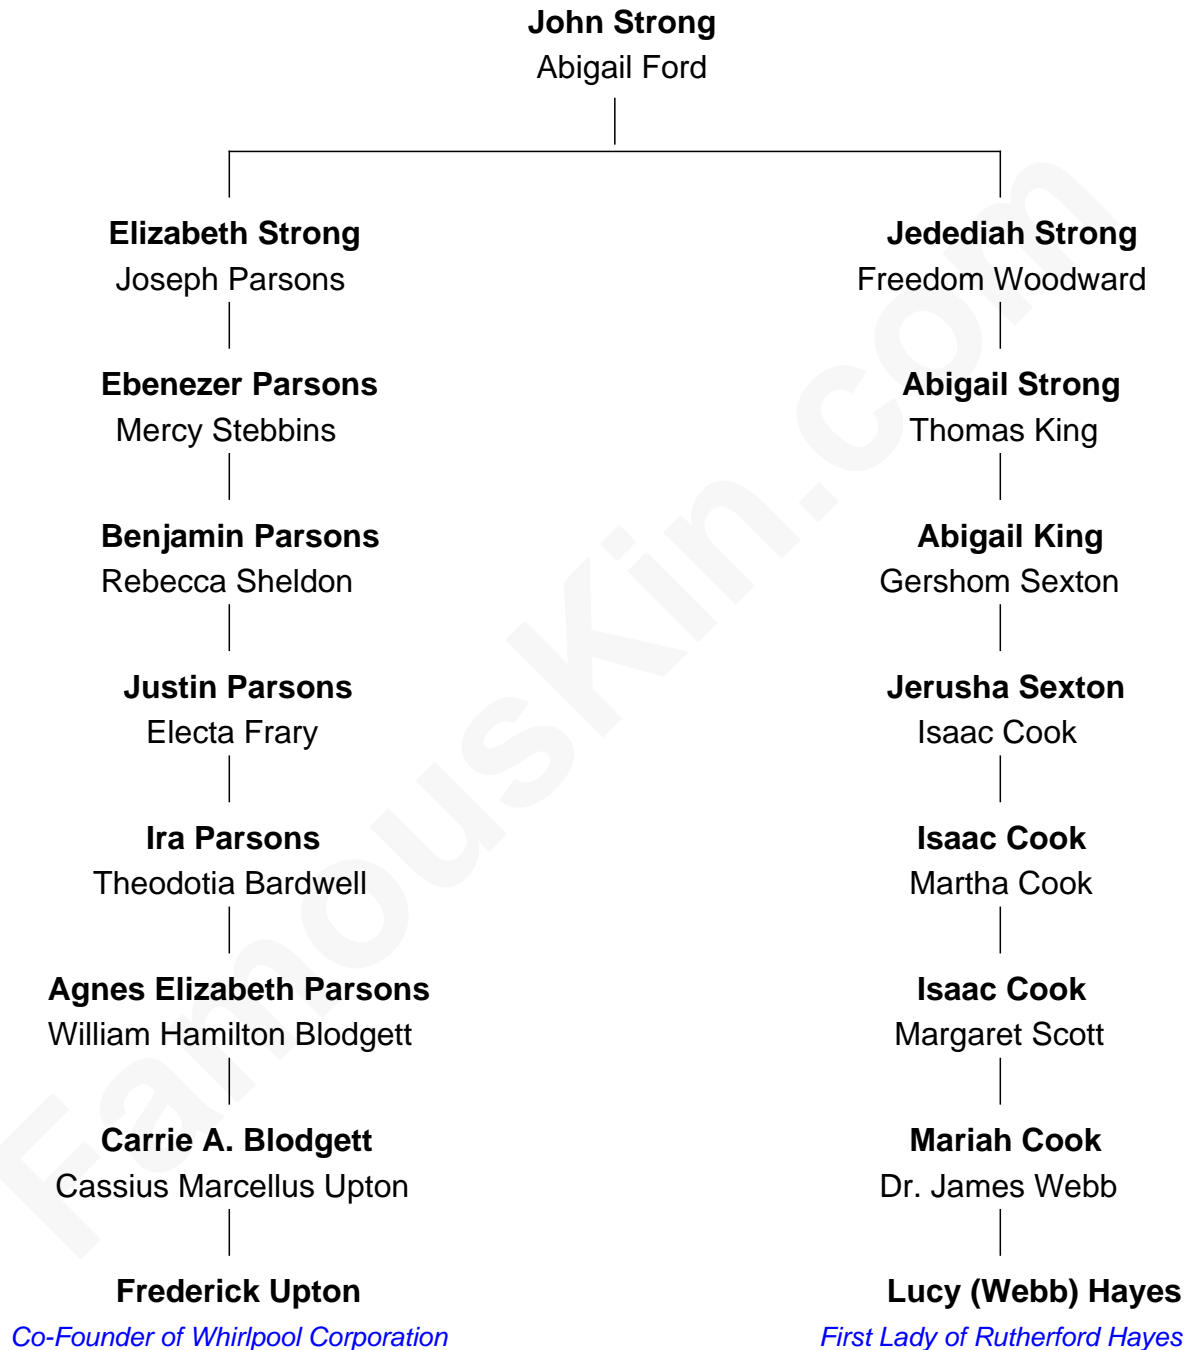 John Strong
Abigail Ford
Elizabeth Strong
Joseph Parsons
Jedediah Strong
Freedom Woodward
Ebenezer Parsons
Mercy Stebbins
Abigail Strong
Thomas King
Benjamin Parsons
Rebecca Sheldon
Abigail King
Gershom Sexton
Justin Parsons
Electa Frary
Jerusha Sexton
Isaac Cook
Ira Parsons
Theodotia Bardwell
Isaac Cook
Martha Cook
Agnes Elizabeth Parsons
William Hamilton Blodgett
Isaac Cook
Margaret Scott
Carrie A. Blodgett
Cassius Marcellus Upton
Mariah Cook
Dr. James Webb
Frederick Upton
Co-Founder of Whirlpool Corporation
Lucy (Webb) Hayes
First Lady of Rutherford Hayes
FamousKin.com